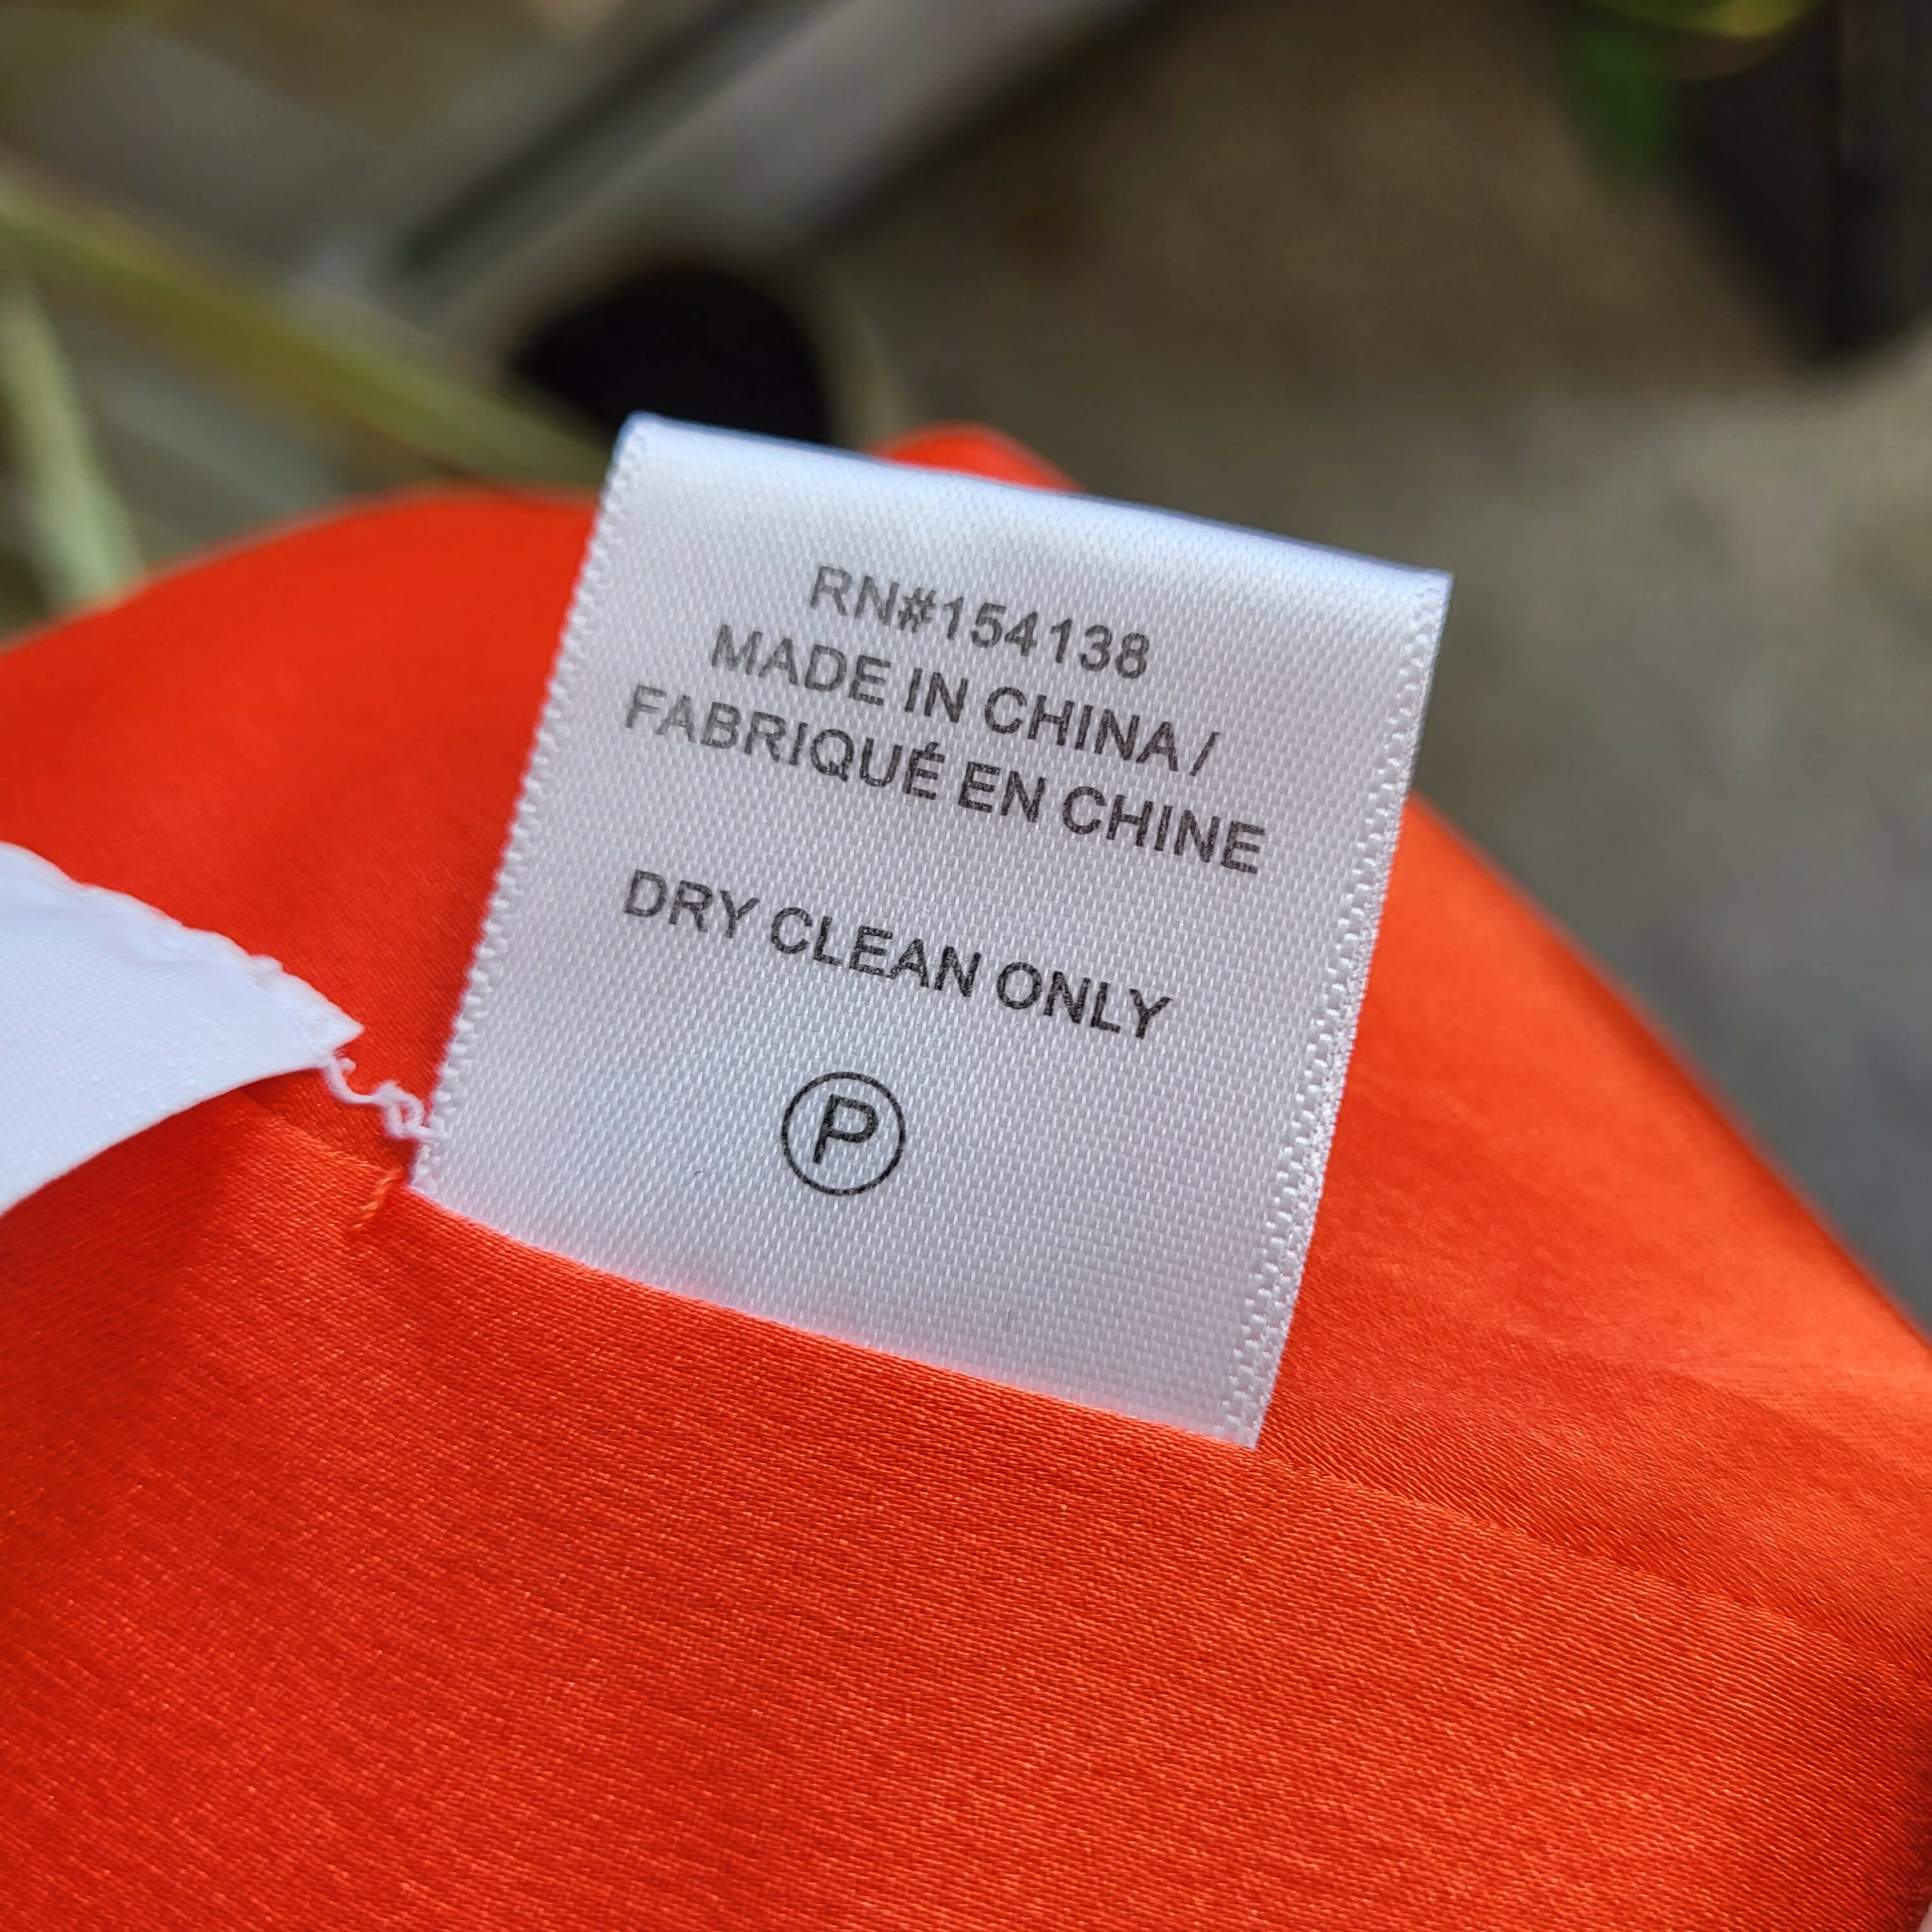 RN#154138
MADE IN CHINA /
FABRIQUÉ EN CHINE
DRY CLEAN ONLY
P